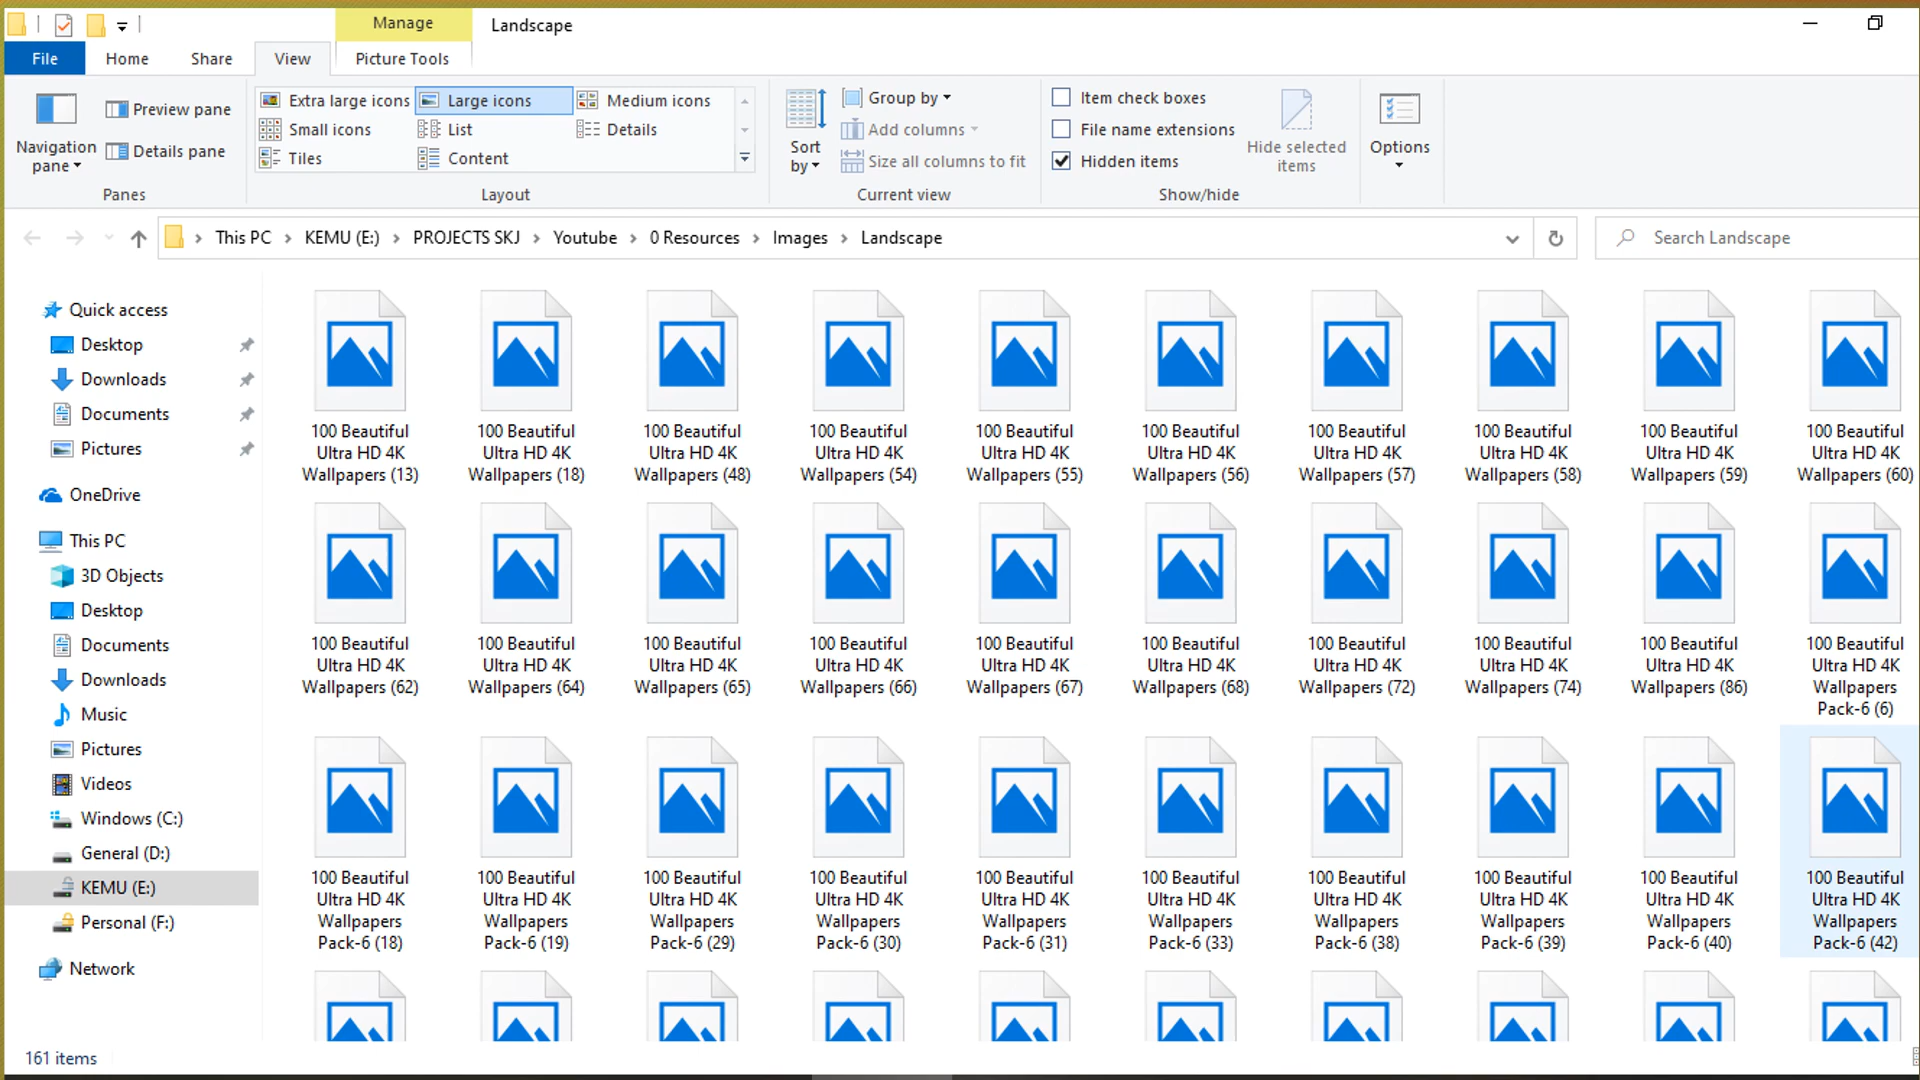 Manage
Landscape
File
Home
Share
View
Picture Tools
Navigation
pane
Preview pane
Details pane
Panes
Extra large icons
Large icons
Medium icons
Small icons
List
Details
Tiles
Content
Layout
Sort
by
Group by
Add columns
Size all columns to fit
Current view
Item check boxes
File name extensions
Hidden items
Hide selected
items
Show/hide
Options
This PC > KEMU (E:) > PROJECTS SKJ > Youtube > 0 Resources > Images > Landscape
Search Landscape
Quick access
Desktop
Downloads
Documents
Pictures
OneDrive
This PC
3D Objects
Desktop
Documents
Downloads
Music
Pictures
Videos
Windows (C:)
General (D:)
KEMU (E:)
Personal (F:)
Network
100 Beautiful
Ultra HD 4K
Wallpapers (13)
100 Beautiful
Ultra HD 4K
Wallpapers (18)
100 Beautiful
Ultra HD 4K
Wallpapers (48)
100 Beautiful
Ultra HD 4K
Wallpapers (54)
100 Beautiful
Ultra HD 4K
Wallpapers (55)
100 Beautiful
Ultra HD 4K
Wallpapers (56)
100 Beautiful
Ultra HD 4K
Wallpapers (57)
100 Beautiful
Ultra HD 4K
Wallpapers (58)
100 Beautiful
Ultra HD 4K
Wallpapers (59)
100 Beautiful
Ultra HD 4K
Wallpapers (60)
100 Beautiful
Ultra HD 4K
Wallpapers (62)
100 Beautiful
Ultra HD 4K
Wallpapers (64)
100 Beautiful
Ultra HD 4K
Wallpapers (65)
100 Beautiful
Ultra HD 4K
Wallpapers (66)
100 Beautiful
Ultra HD 4K
Wallpapers (67)
100 Beautiful
Ultra HD 4K
Wallpapers (68)
100 Beautiful
Ultra HD 4K
Wallpapers (72)
100 Beautiful
Ultra HD 4K
Wallpapers (74)
100 Beautiful
Ultra HD 4K
Wallpapers (86)
100 Beautiful
Ultra HD 4K
Wallpapers
Pack-6 (6)
100 Beautiful
Ultra HD 4K
Wallpapers
Pack-6 (18)
100 Beautiful
Ultra HD 4K
Wallpapers
Pack-6 (19)
100 Beautiful
Ultra HD 4K
Wallpapers
Pack-6 (29)
100 Beautiful
Ultra HD 4K
Wallpapers
Pack-6 (30)
100 Beautiful
Ultra HD 4K
Wallpapers
Pack-6 (31)
100 Beautiful
Ultra HD 4K
Wallpapers
Pack-6 (33)
100 Beautiful
Ultra HD 4K
Wallpapers
Pack-6 (38)
100 Beautiful
Ultra HD 4K
Wallpapers
Pack-6 (39)
100 Beautiful
Ultra HD 4K
Wallpapers
Pack-6 (40)
100 Beautiful
Ultra HD 4K
Wallpapers
Pack-6 (42)
161 items